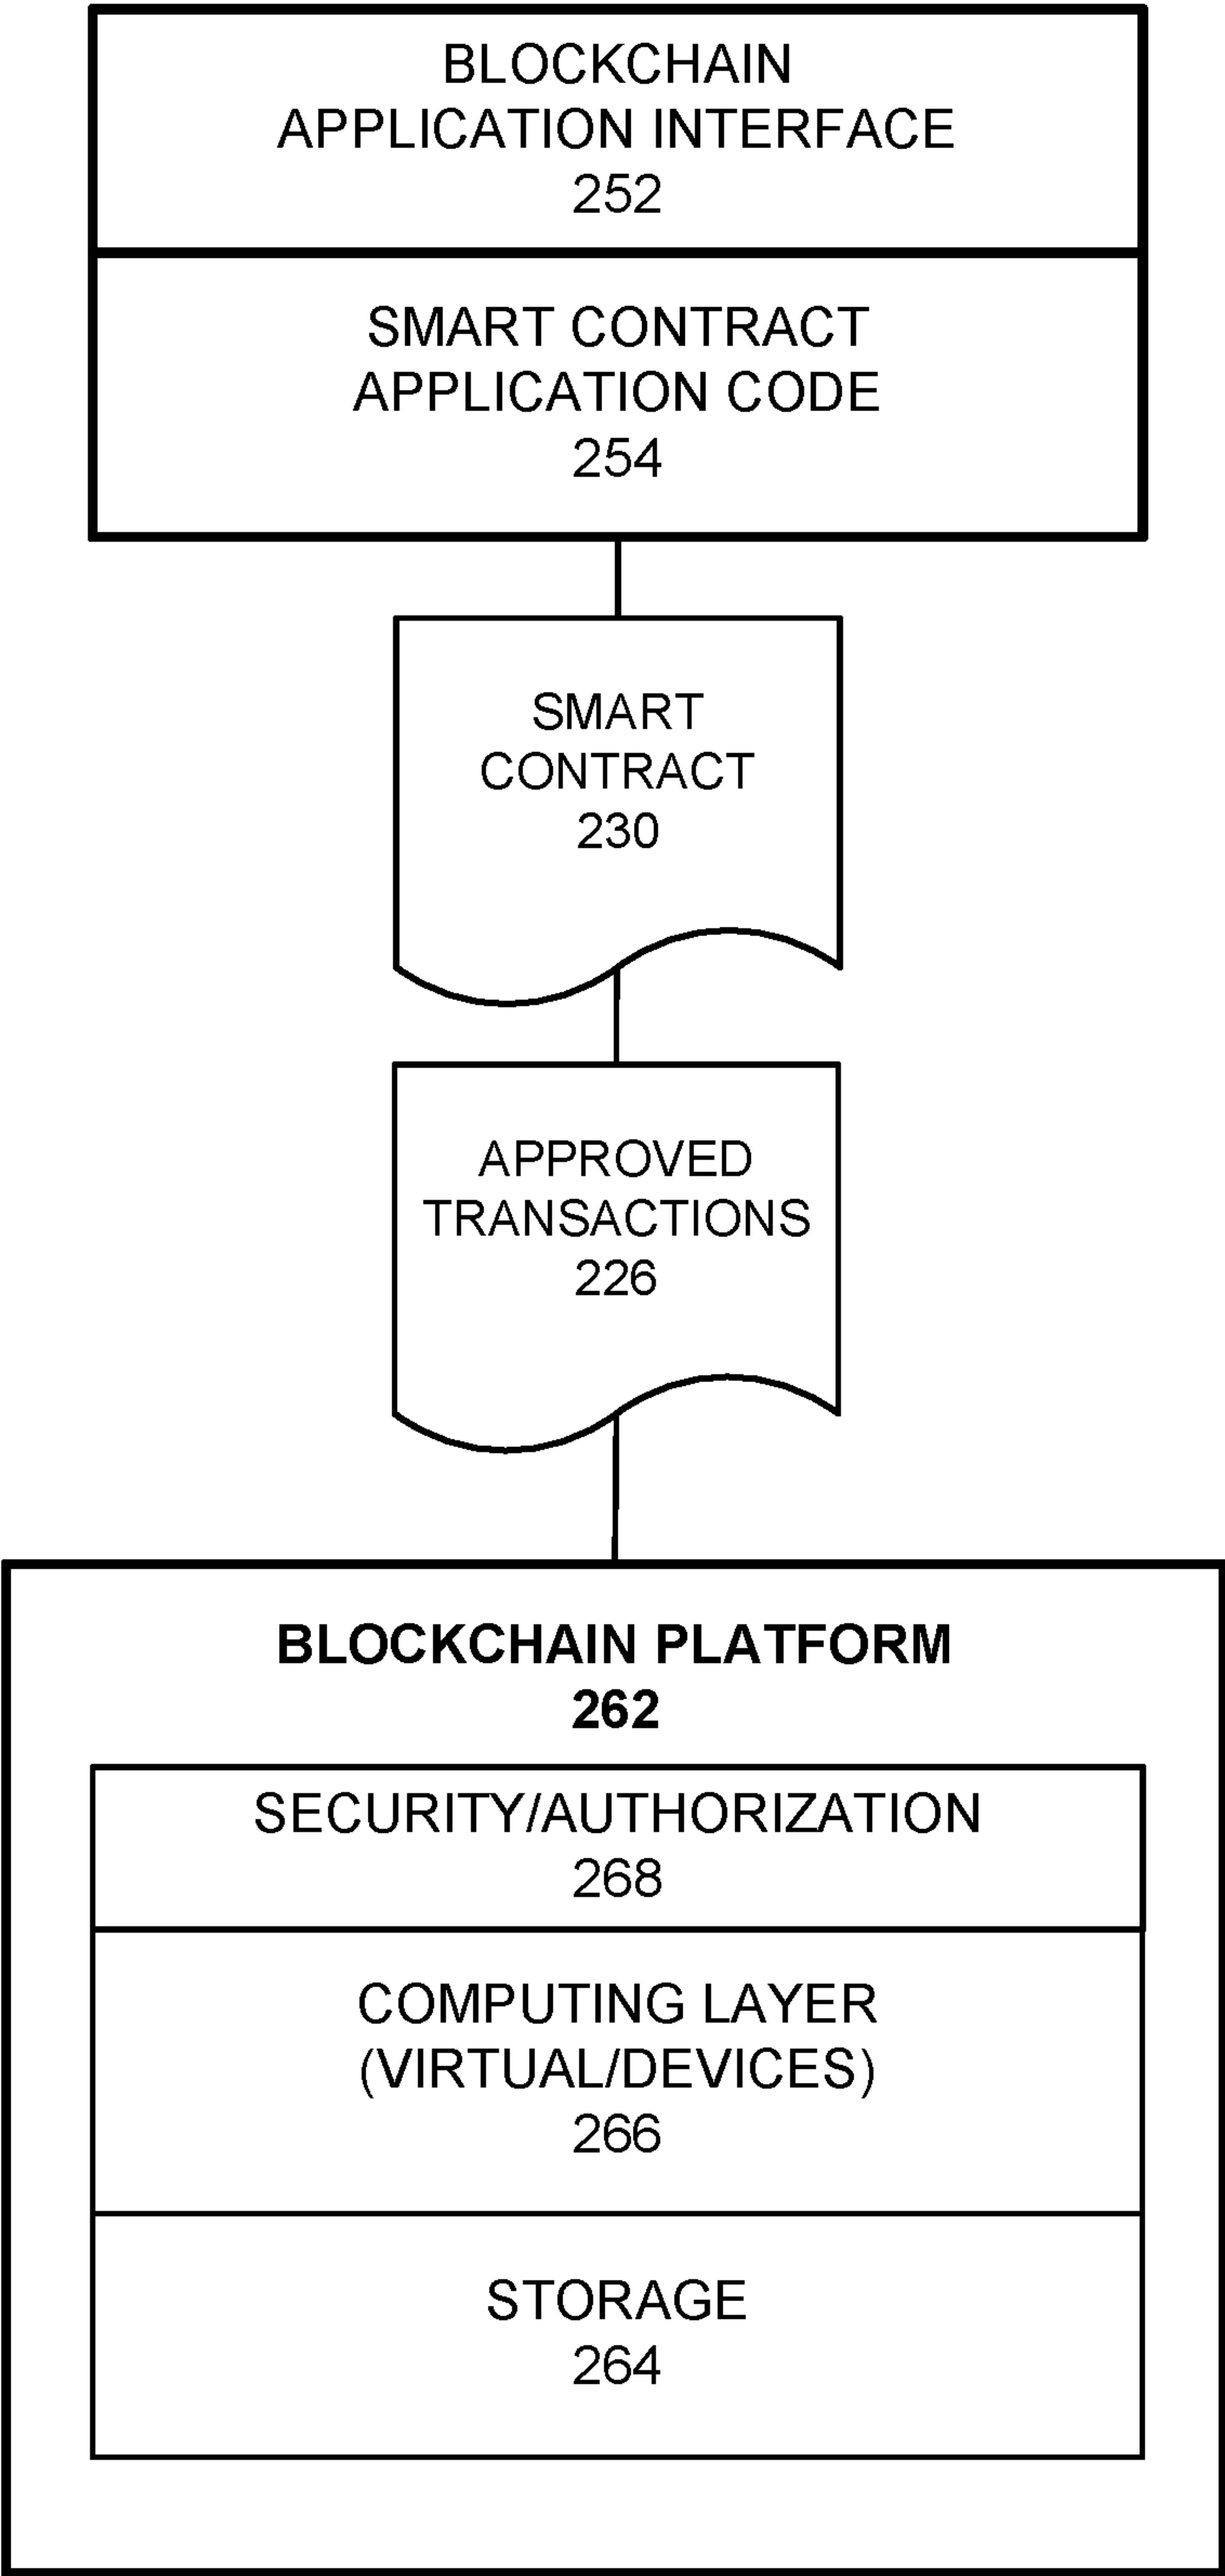 BLOCKCHAIN
APPLICATION INTERFACE
252
SMART CONTRACT
APPLICATION CODE
254
SMART
CONTRACT
230
APPROVED
TRANSACTIONS
226
BLOCKCHAIN PLATFORM
262
SECURITY/AUTHORIZATION
268
COMPUTING LAYER
(VIRTUAL/DEVICES)
266
STORAGE
264